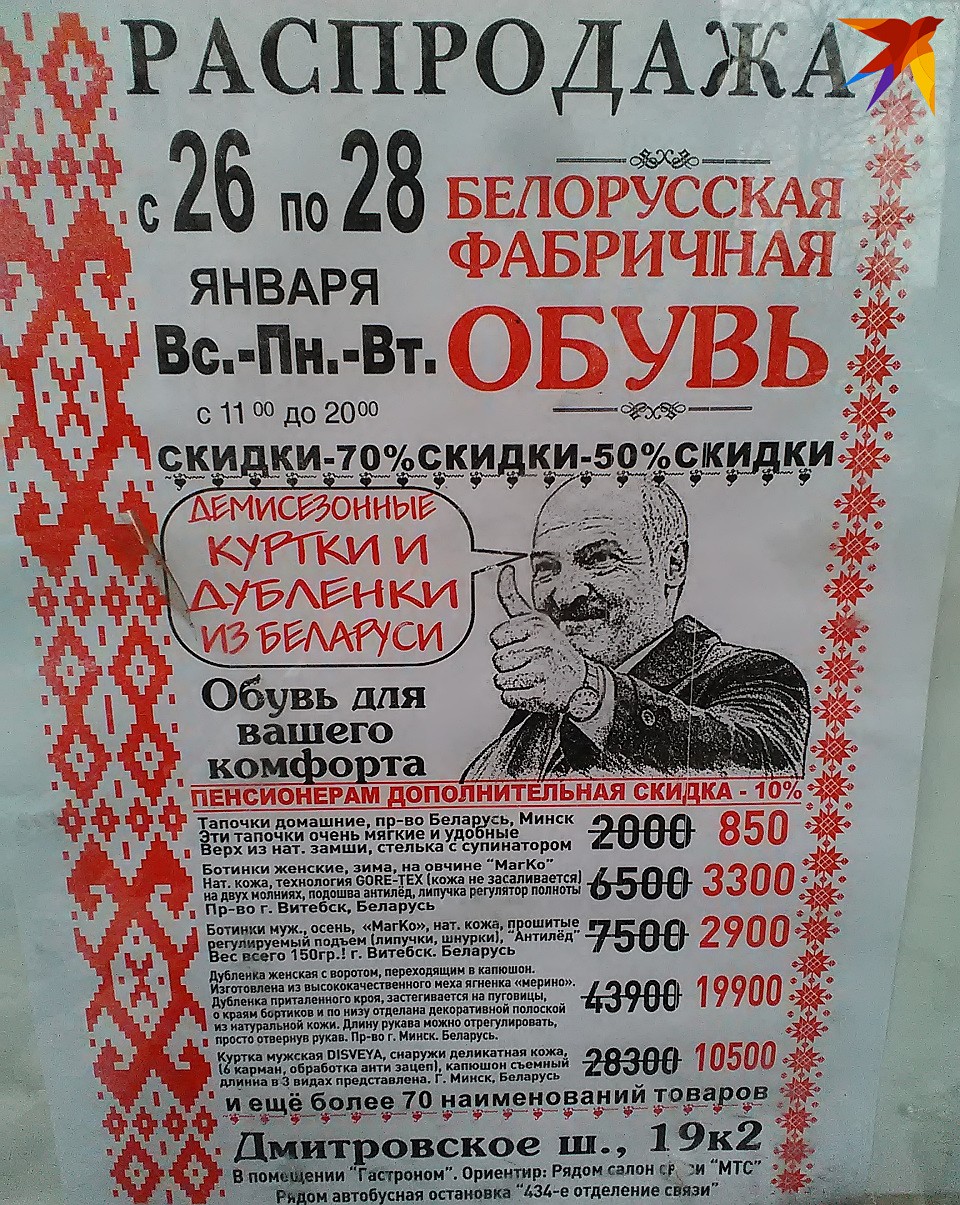 РАСПРОДАЖА
с 26 по 28
ЯНВАРЯ
Вс.-Пн.-Вт.
с 11 00 до 20 00
БЕЛОРУССКАЯ
ФАБРИЧНАЯ
ОБУВЬ
СКИДКИ-70%СКИДКИ-50%СКИДКИ
ДЕМИСЕЗОННЫЕ
КУРТКИ И
ДУБЛЕНКИ
ИЗ БЕЛАРУСИ
Обувь для
вашего
комфорта
ПЕНСИОНЕРАМ ДОПОЛНИТЕЛЬНАЯ СКИДКА - 10%
Тапочки домашние, пр-во Беларусь, Минск
Эти тапочки очень мягкие и удобные
Верх из нат. замши, стелька с супинатором
2000 850
Ботинки женские, зима, на овчине "МагКо"
Нат. кожа, технология GORE-TEX (кожа не засаливается)
на двух молниях, подошва антилёд, липучка регулятор полноты
Пр-во г. Витебск, Беларусь
6500 3300
Ботинки муж., осень, «МагКо», нат. кожа, прошитые
регулируемый подъем (липучки, шнурки), "Антилёд"
Вес всего 150гр.! г. Витебск. Беларусь
7500 2900
Дубленка женская с воротом, переходящим в капюшон.
Изготовлена из высококачественного меха ягненка «мерино».
Дубленка приталенного кроя, застегивается на пуговицы,
о краям бортиков и по низу отделана декоративной полоской
из натуральной кожи. Длину рукава можно отрегулировать,
просто отвернув рукав. Пр-во г. Минск. Беларусь.
43900 19900
Куртка мужская DISVEYA, снаружи деликатная кожа,
(6 карман, обработка анти зацеп), капюшон съемный
длинна в 3 видах представлена. Г. Минск, Беларусь
28300 10500
и ещё более 70 наименований товаров
Дмитровское ш., 19к2
В помещении "Гастроном". Ориентир: Рядом салон "МТС"
Рядом автобусная остановка "434-е отделение связи"